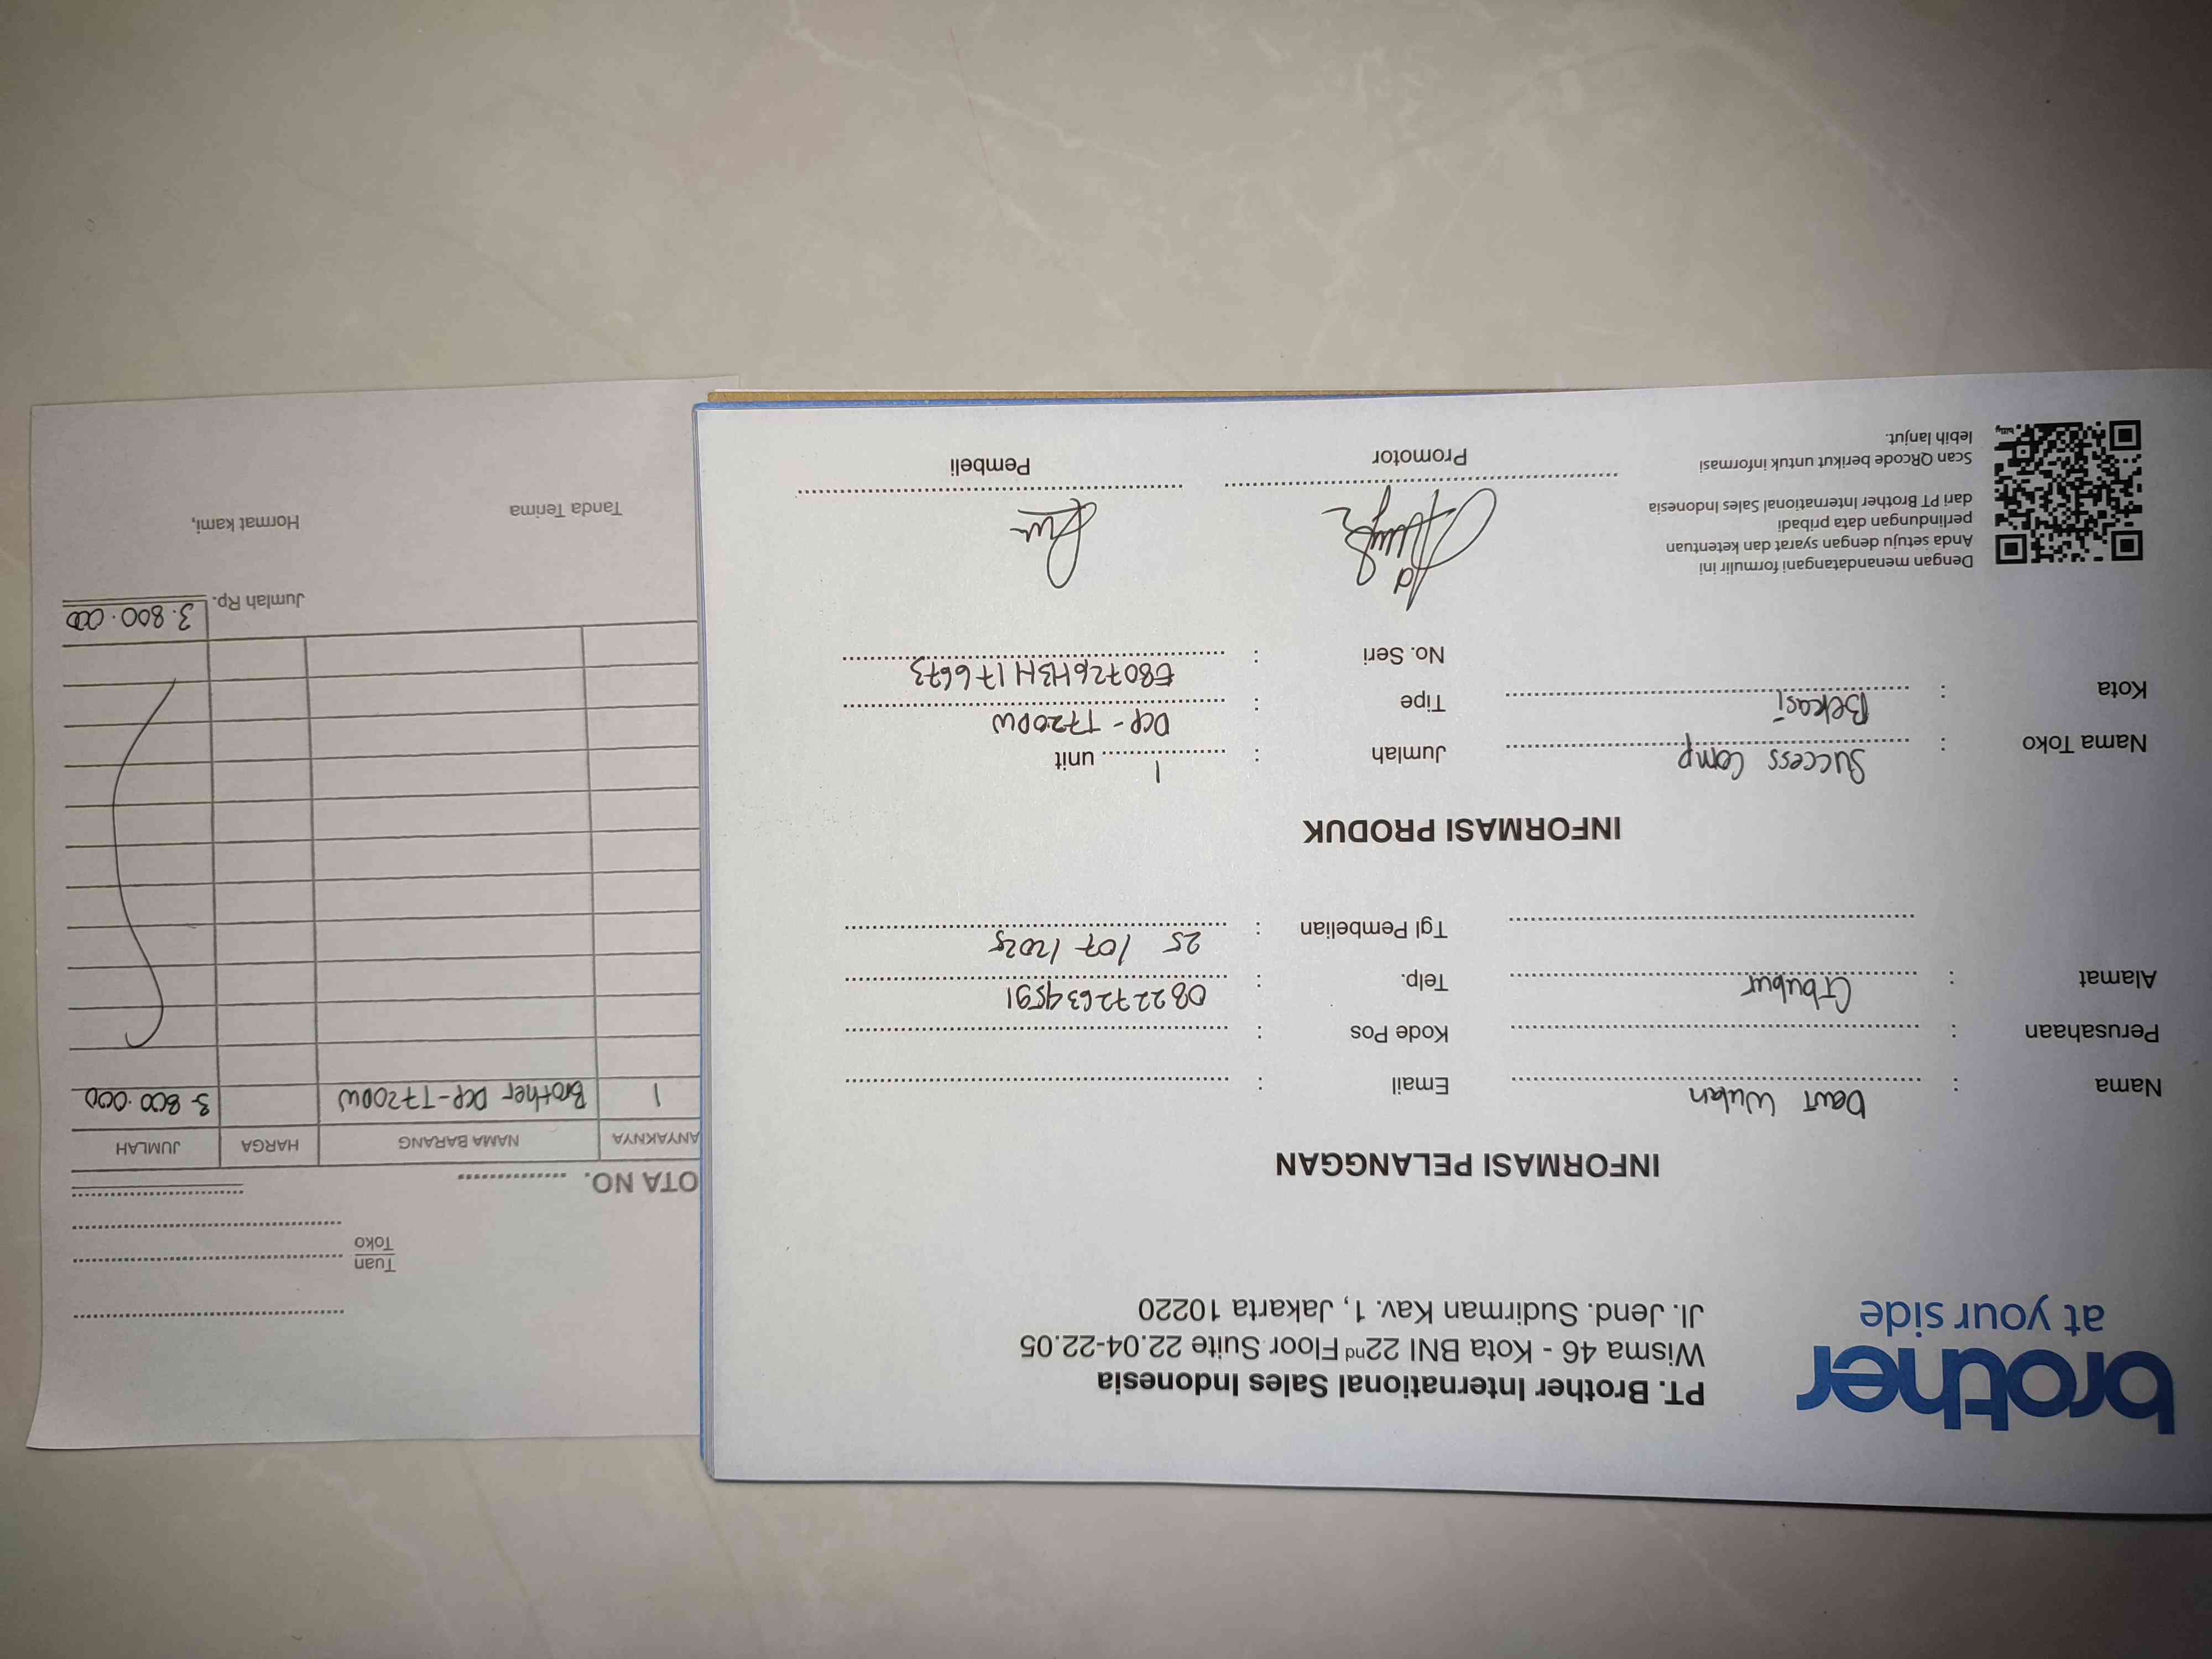 brother
at your side
PT. Brother International Sales Indonesia
Wisma 46 - Kota BNI 22nd Floor Suite 22.04-22.05
Jl. Jend. Sudirman Kav. 1, Jakarta 10220
INFORMASI PELANGGAN
Nama : Dewi Wulan
Email :
Perusahaan :
Kode Pos :
Alamat : Cibubur
Telp. : 082272634591
Tgl Pembelian : 25 / 07 / 2025
INFORMASI PRODUK
Nama Toko : Success Comp
Jumlah : 1 unit
Kota : Bekasi
Tipe : DCP-T720DW
No. Seri : E80726H3H176673
Dengan menandatangani formulir ini
Anda setuju dengan syarat dan ketentuan
perlindungan data pribadi
dari PT Brother International Sales Indonesia
Scan QRcode berikut untuk informasi
lebih lanjut.
Promotor
Pembeli
Tuan
Toko
OTA NO.
ANYAKNYA NAMA BARANG HARGA JUMLAH
1 Brother DCP-T720DW 3.800.000
Jumlah Rp. 3.800.000
Tanda Terima
Hormat kami,